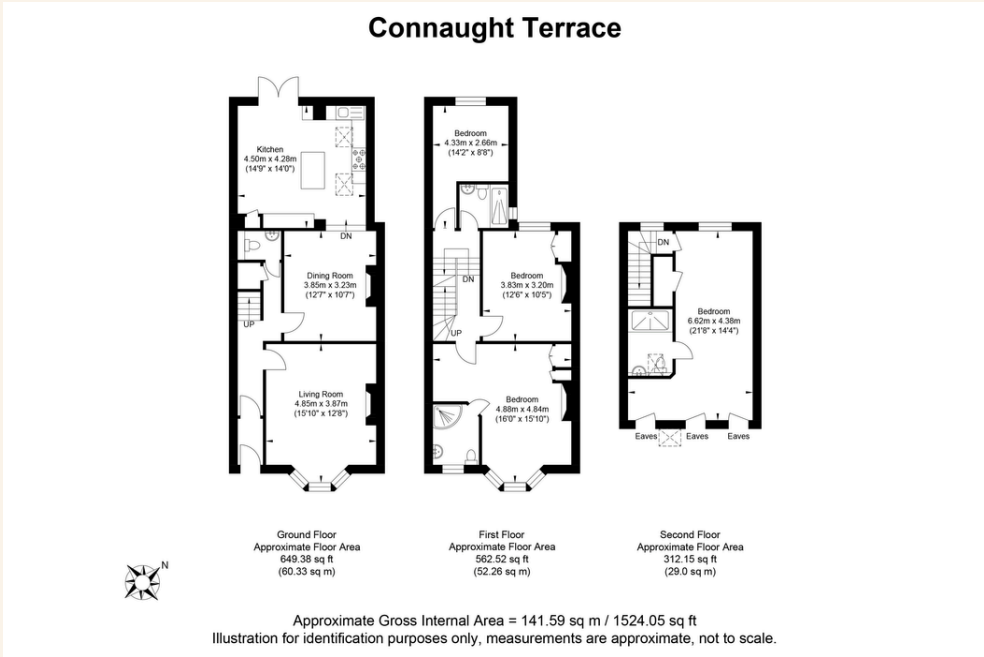 Connaught Terrace
Kitchen
4.50m x 4.28m
(14'9" x 14'0")
DN
Dining Room
3.85m x 3.23m
(12'7" x 10'7")
UP
Living Room
4.85m x 3.87m
(15'10" x 12'8")
Bedroom
4.33m x 2.66m
(14'2" x 8'8")
DN
Bedroom
3.83m x 3.20m
(12'6" x 10'5")
UP
Bedroom
4.88m x 4.84m
(16'0" x 15'10")
DN
Bedroom
6.62m x 4.38m
(21'8" x 14'4")
Eaves
Eaves
Eaves
Ground Floor
Approximate Floor Area
649.38 sq ft
(60.33 sq m)
First Floor
Approximate Floor Area
562.52 sq ft
(52.26 sq m)
Second Floor
Approximate Floor Area
312.15 sq ft
(29.0 sq m)
N
Approximate Gross Internal Area = 141.59 sq m / 1524.05 sq ft
Illustration for identification purposes only, measurements are approximate, not to scale.